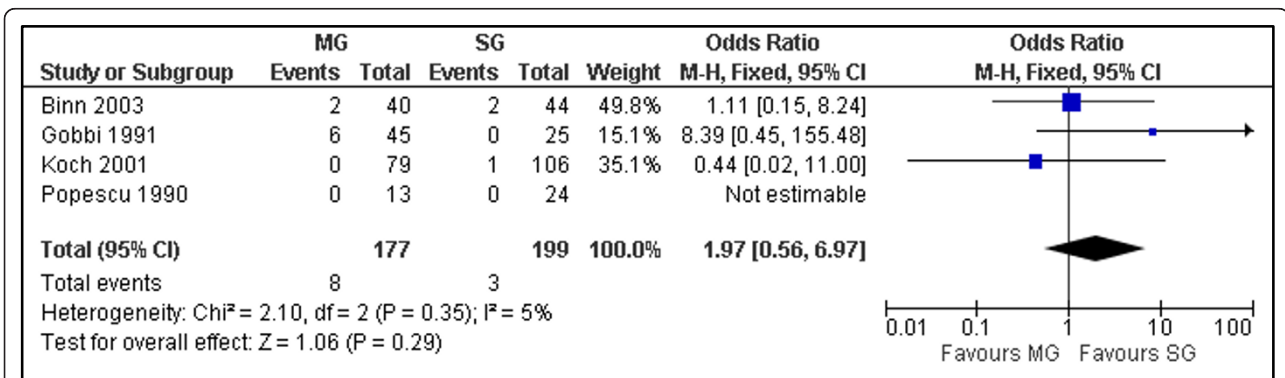 MG SG Odds Ratio Odds Ratio
Study or Subgroup Events Total Events Total Weight M-H, Fixed, 95% CI M-H, Fixed, 95% CI
Binn 2003 2 40 2 44 49.8% 1.11 [0.15, 8.24]
Gobbi 1991 6 45 0 25 15.1% 8.39 [0.45, 155.48]
Koch 2001 0 79 1 106 35.1% 0.44 [0.02, 11.00]
Popescu 1990 0 13 0 24 Not estimable
Total (95% CI) 177 199 100.0% 1.97 [0.56, 6.97]
Total events 8 3
Heterogeneity: Chi² = 2.10, df = 2 (P = 0.35); I² = 5%
Test for overall effect: Z = 1.06 (P = 0.29)
0.01 0.1 1 10 100
Favours MG Favours SG